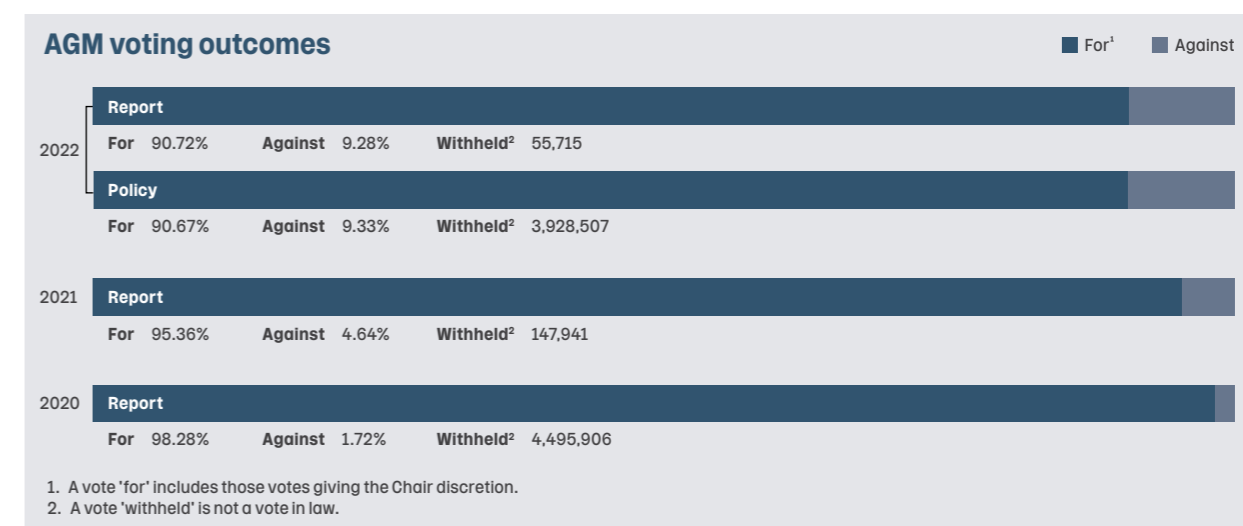 AGM voting outcomes
For¹ Against
2022
Report
For 90.72% Against 9.28% Withheld² 55,715
Policy
For 90.67% Against 9.33% Withheld² 3,928,507
2021 Report
For 95.36% Against 4.64% Withheld² 147,941
2020 Report
For 98.28% Against 1.72% Withheld² 4,495,906
1. A vote 'for' includes those votes giving the Chair discretion.
2. A vote 'withheld' is not a vote in law.